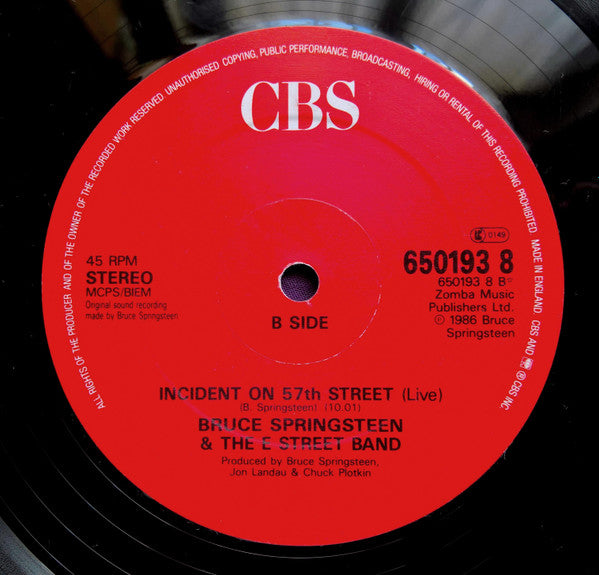 ALL RIGHTS OF THE PRODUCER AND OF THE OWNER OF THE RECORDED WORK RESERVED. UNAUTHORISED COPYING, PUBLIC PERFORMANCE, BROADCASTING, HIRING OR RENTAL OF THIS RECORDING PROHIBITED. MADE IN ENGLAND. CBS AND ARE ® CBS INC.
CBS
0149
45 RPM
STEREO
MCPS/BIEM
Original sound recording
made by Bruce Springsteen
650193 8
650193 8 B°
Zomba Music
Publishers Ltd.
℗ 1986 Bruce
Springsteen
B SIDE
INCIDENT ON 57th STREET (Live)
(B. Springsteen) (10.01)
BRUCE SPRINGSTEEN
& THE E-STREET BAND
Produced by Bruce Springsteen,
Jon Landau & Chuck Plotkin